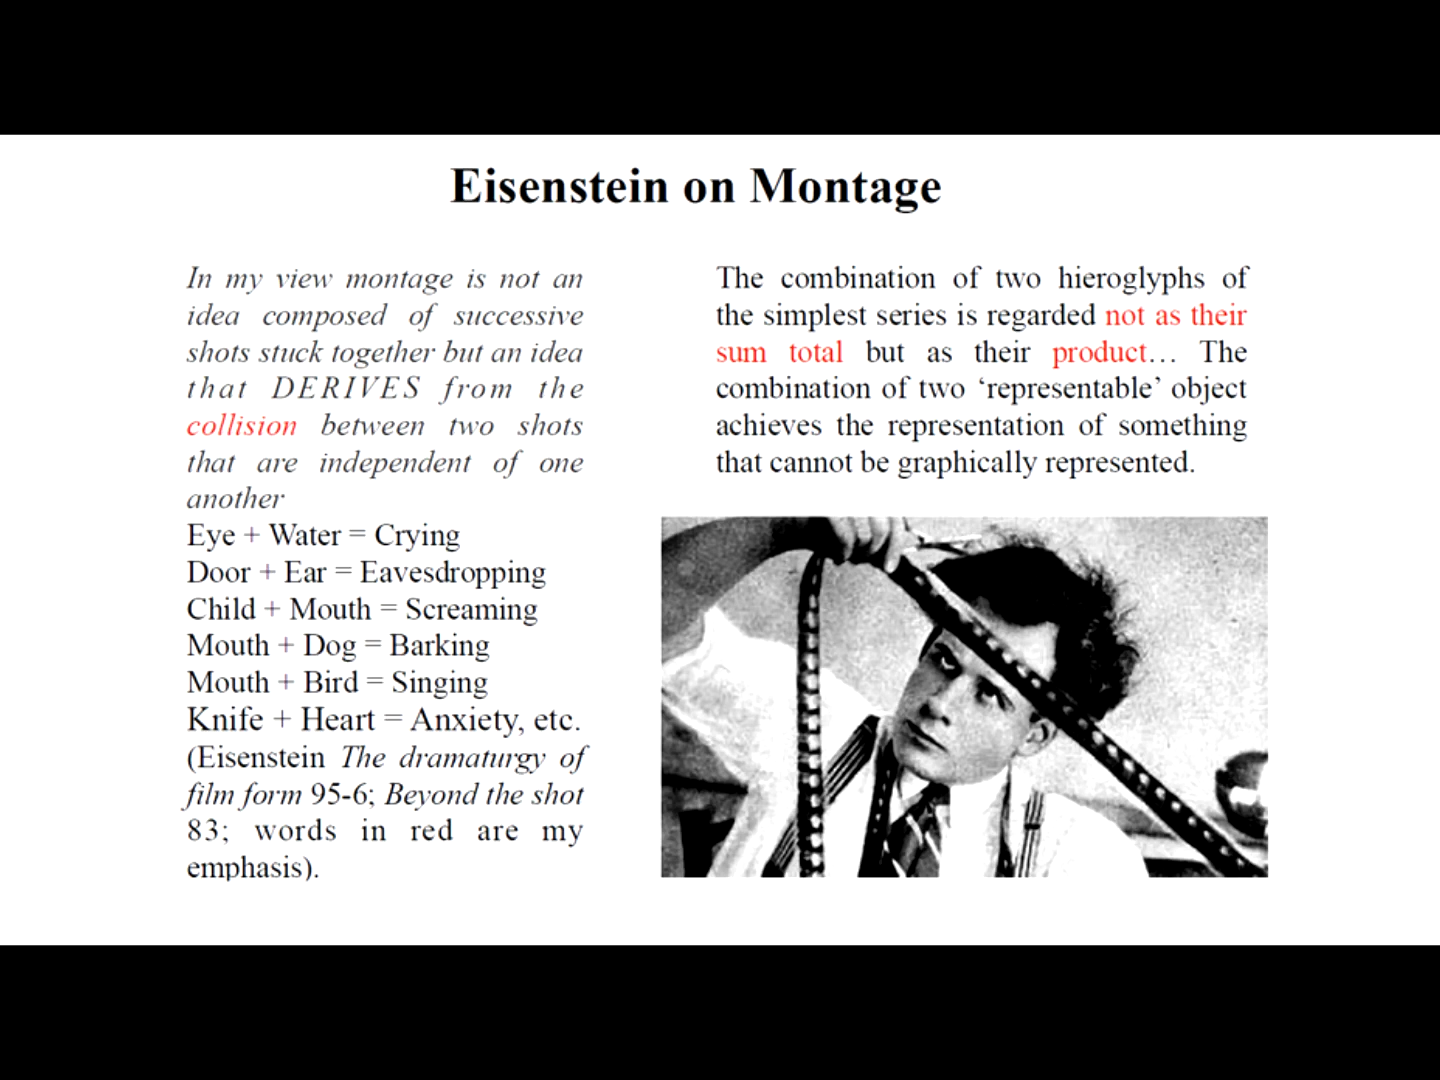 Eisenstein on Montage
In my view montage is not an
idea composed of successive
shots stuck together but an idea
that DERIVES from the
collision between two shots
that are independent of one
another
Eye + Water = Crying
Door + Ear = Eavesdropping
Child + Mouth = Screaming
Mouth + Dog = Barking
Mouth + Bird = Singing
Knife + Heart = Anxiety, etc.
(Eisenstein The dramaturgy of
film form 95-6; Beyond the shot
83; words in red are my
emphasis).
The combination of two hieroglyphs of
the simplest series is regarded not as their
sum total but as their product… The
combination of two ‘representable’ object
achieves the representation of something
that cannot be graphically represented.